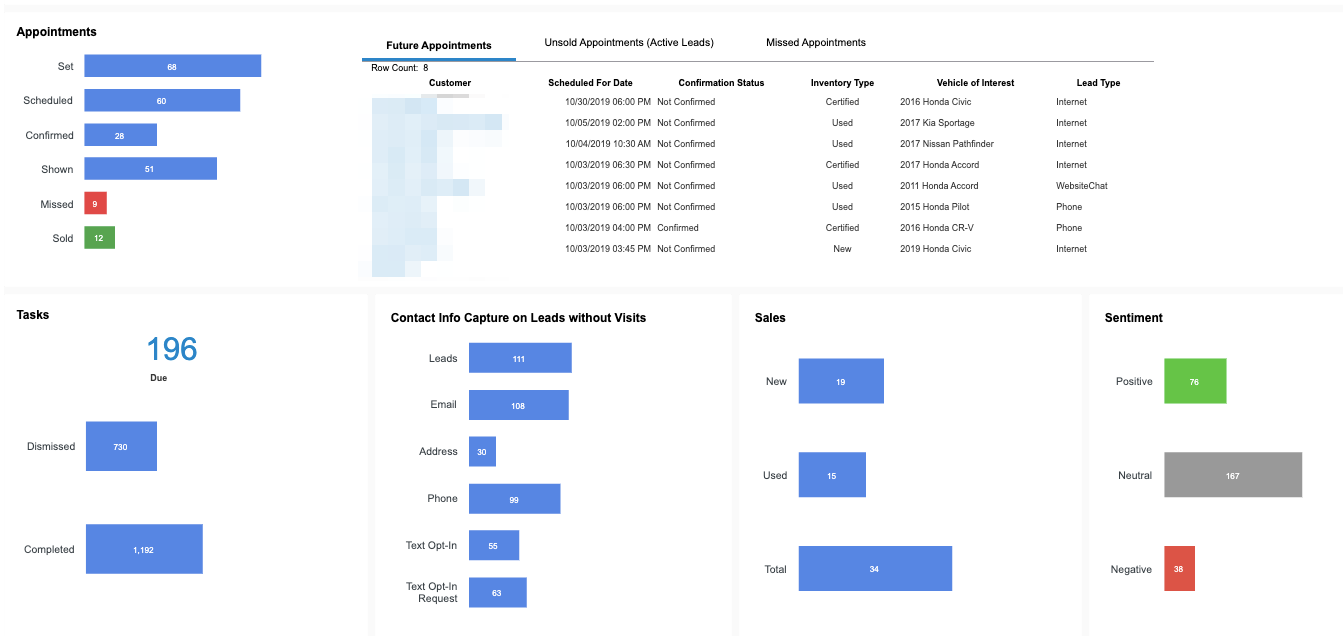 Appointments
Set 68
Scheduled 60
Confirmed 28
Shown 51
Missed 9
Sold 12
Future Appointments Unsold Appointments (Active Leads) Missed Appointments
Row Count: 8
Customer Scheduled For Date Confirmation Status Inventory Type Vehicle of Interest Lead Type
10/30/2019 06:00 PM Not Confirmed Certified 2016 Honda Civic Internet
10/05/2019 02:00 PM Not Confirmed Used 2017 Kia Sportage Internet
10/04/2019 10:30 AM Not Confirmed Used 2017 Nissan Pathfinder Internet
10/03/2019 06:30 PM Not Confirmed Certified 2017 Honda Accord Internet
10/03/2019 06:00 PM Not Confirmed Used 2011 Honda Accord WebsiteChat
10/03/2019 06:00 PM Not Confirmed Used 2015 Honda Pilot Phone
10/03/2019 04:00 PM Confirmed Certified 2016 Honda CR-V Phone
10/03/2019 03:45 PM Not Confirmed New 2019 Honda Civic Internet
Tasks
196
Due
Dismissed 730
Completed 1,192
Contact Info Capture on Leads without Visits
Leads 111
Email 108
Address 30
Phone 99
Text Opt-In 55
Text Opt-In
Request 63
Sales
New 19
Used 15
Total 34
Sentiment
Positive 76
Neutral 167
Negative 38